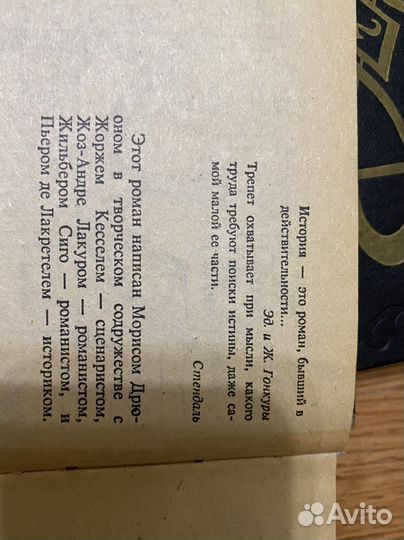 История — это роман, бывший в
действительности...
Эд. и Ж. Гонкуры
Трепет охватывает при мысли, какого
труда требуют поиски истины, даже са-
мой малой ее части.
Стендаль
Этот роман написан Морисом Дрю-
оном в творческом содружестве с
Жоржем Кесселем — сценаристом,
Жоз-Андре Лакуром — романистом,
Жильбером Сиго — романистом, и
Пьером де Лакретелем — историком.
Avito